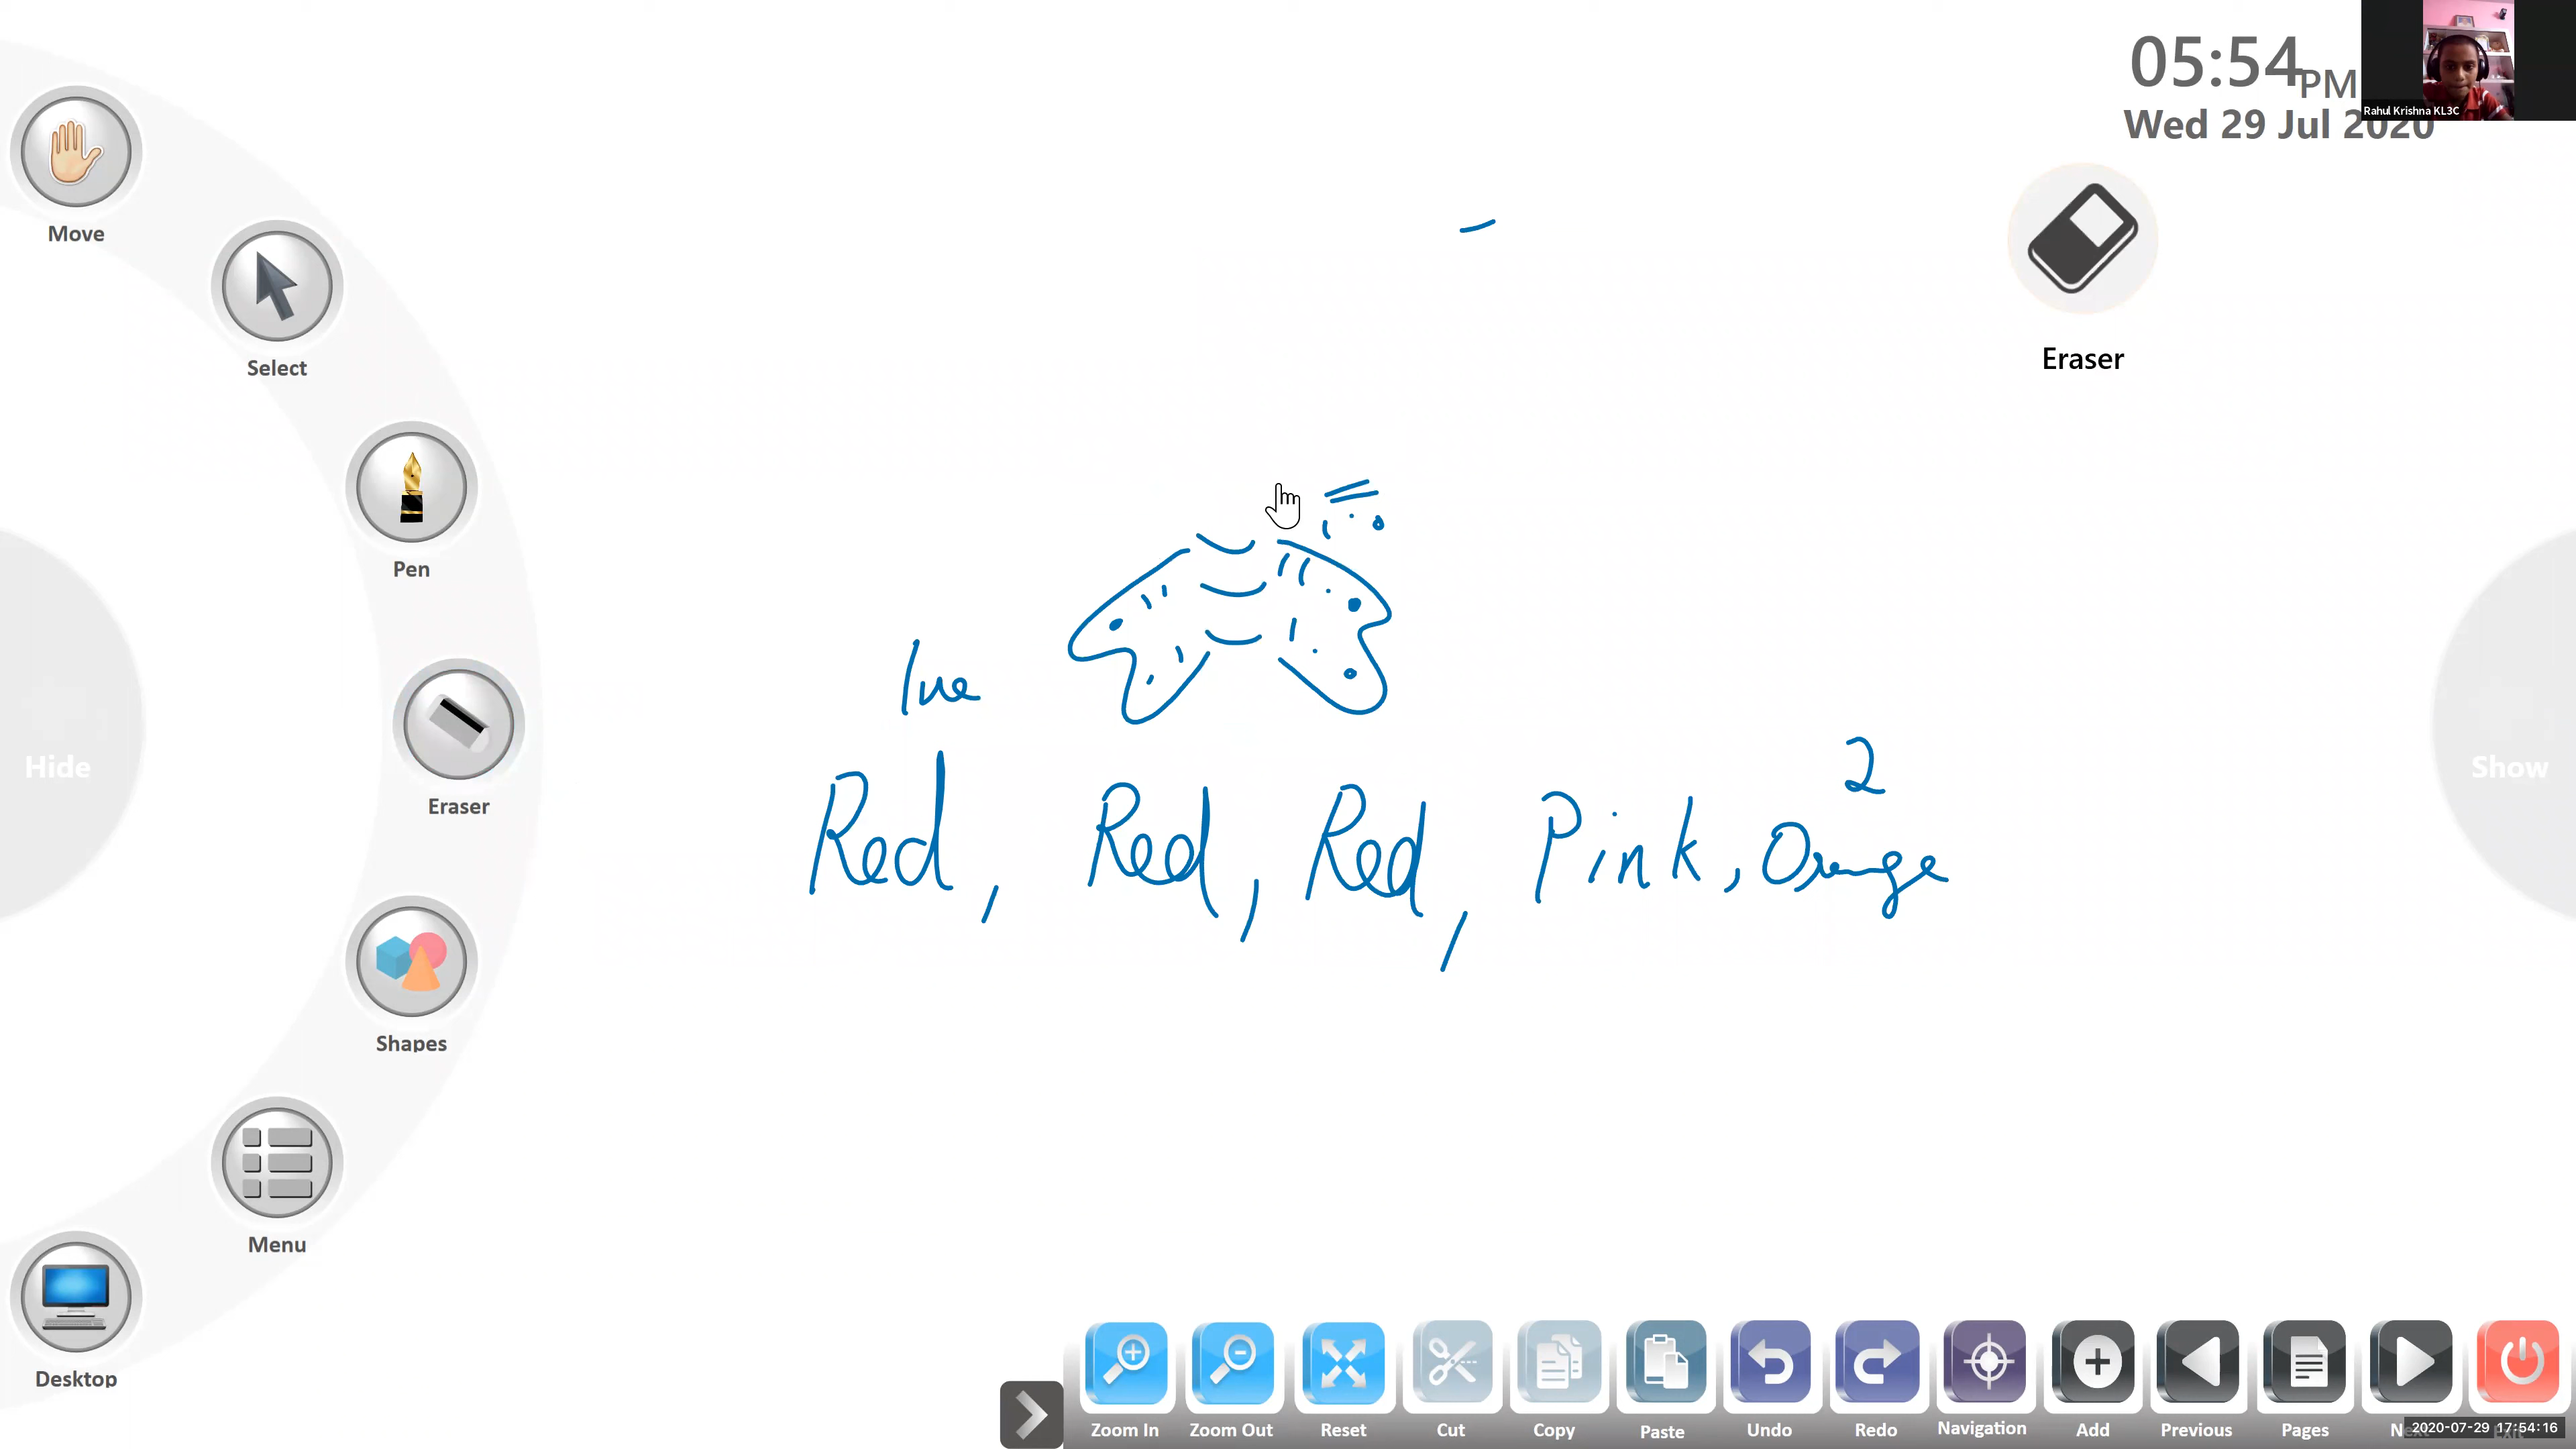 05:54 PM
Wed 29 Jul 2020
Rahul Krishna KL3C
Move
Select
Eraser
Pen
Hide
Show
2
Eraser
Red, Red, Red, Pink, Orange
Shapes
Menu
Desktop
Zoom In Zoom Out Reset Cut Copy Paste Undo Redo Navigation Add Previous Pages
2020-07-29 17:54:16